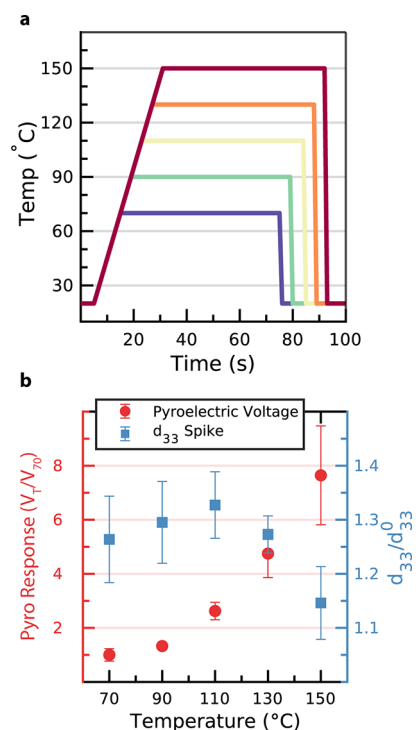 a
150
120
90
60
30
Temp (°C)
20 40 60 80 100
Time (s)
b
Pyroelectric Voltage
d33 Spike
8
6
4
2
Pyro Response (VT/V70)
1.4
1.3
1.2
1.1
d33/d033
70 90 110 130 150
Temperature (°C)